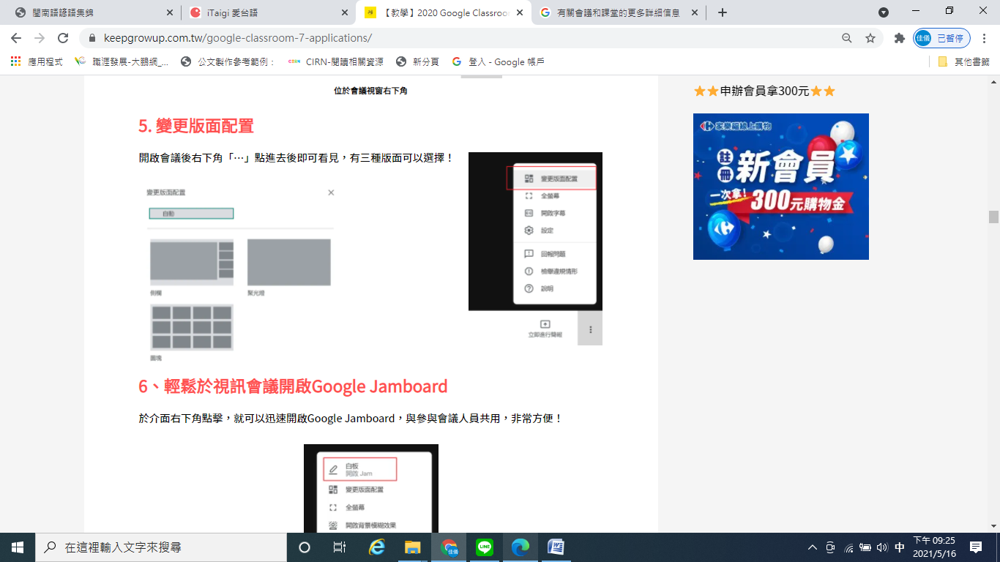 閩南語諺語集錦
iTaigi 愛台語
【教學】2020 Google Classroo
有關會議和課堂的更多詳細信息
keepgrowup.com.tw/google-classroom-7-applications/
佳儀 已暫停
應用程式
職涯發展-大鵬網_...
公文製作參考範例：
CIRN-閱讀相關資源
新分頁
登入 - Google 帳戶
其他書籤
位於會議視窗右下角
5. 變更版面配置
開啟會議後右下角「…」點進去後即可看見，有三種版面可以選擇！
變更版面配置
自動
側欄
聚光燈
圖塊
變更版面配置
全螢幕
開啟字幕
設定
回報問題
檢舉違規情形
說明
立即進行簡報
6、輕鬆於視訊會議開啟Google Jamboard
於介面右下角點擊，就可以迅速開啟Google Jamboard，與參與會議人員共用，非常方便！
白板
開啟 Jam
變更版面配置
全螢幕
開啟背景模糊效果
申辦會員拿300元
家樂福線上購物
註冊
新會員
一次拿！
300元購物金
在這裡輸入文字來搜尋
佳儀
LINE
中
下午 09:25
2021/5/16